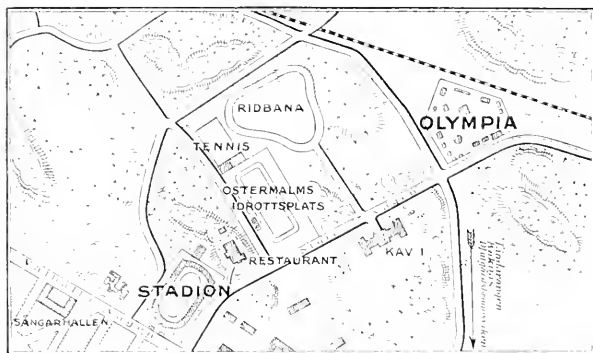 RIDBANA
OLYMPIA
TENNIS
ÖSTERMALMS
IDROTTSPLATS
RESTAURANT
KAV I
STADION
SÅNGARHALLEN